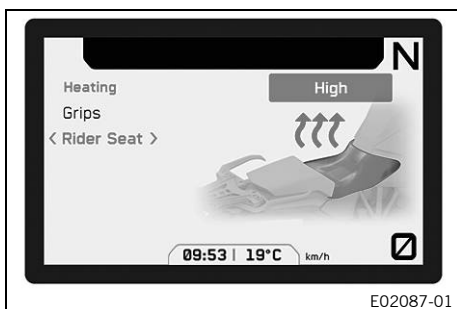 N
Heating
High
Grips
< Rider Seat >
09:53 | 19°C km/h
E02087-01